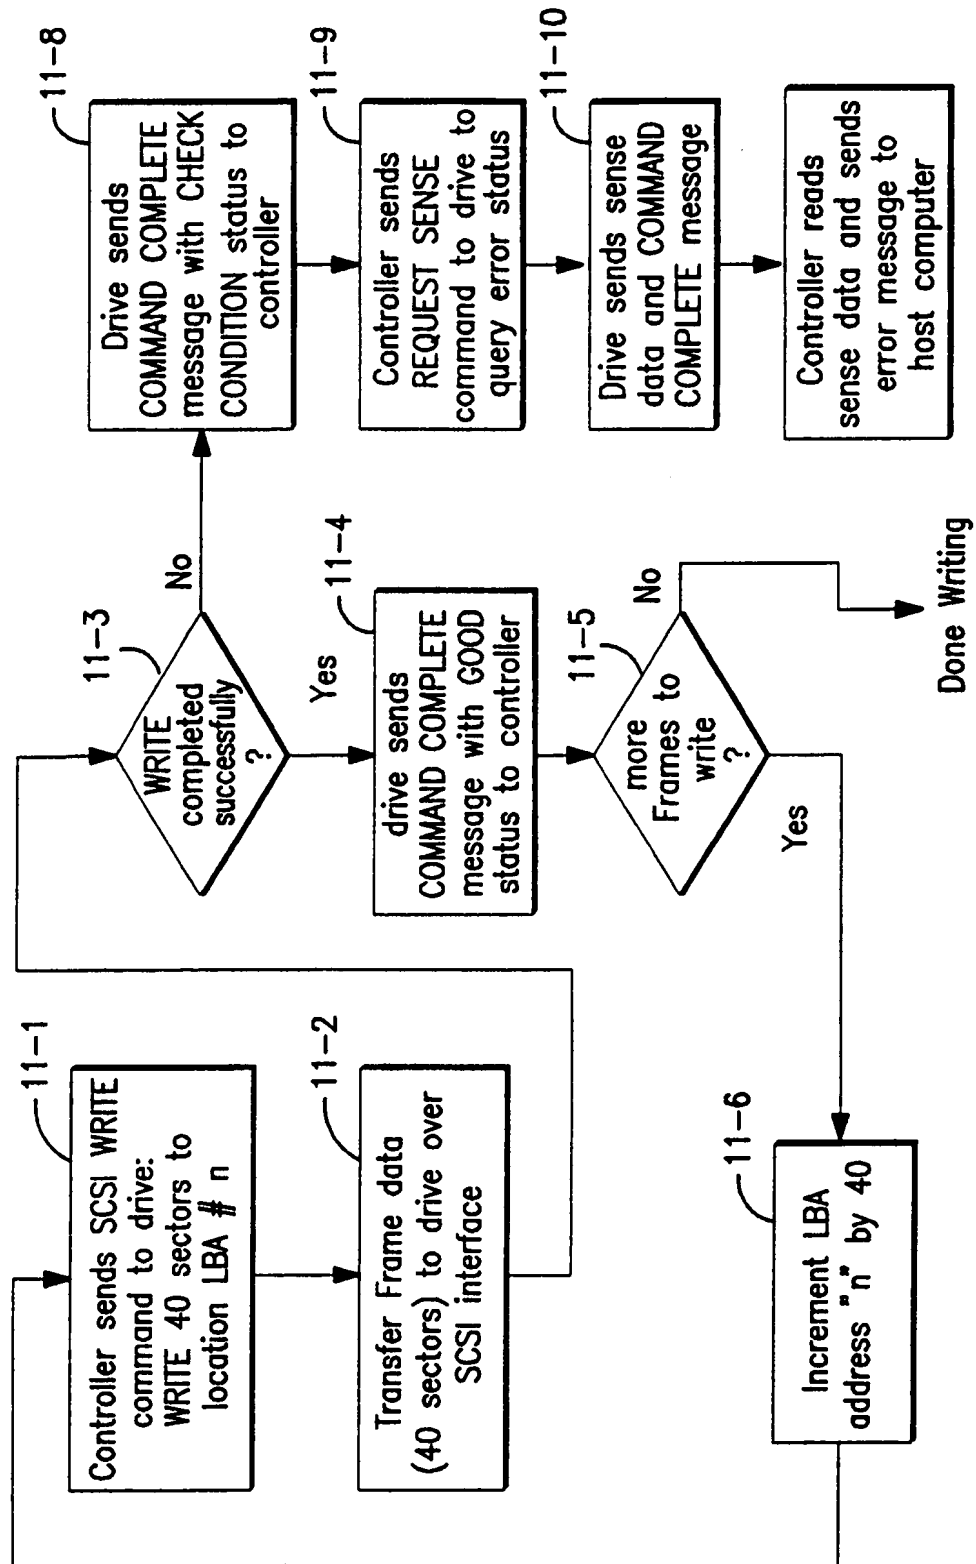 11-1
Controller sends SCSI WRITE
command to drive:
WRITE 40 sectors to
location LBA # n
11-2
Transfer Frame data
(40 sectors) to drive over
SCSI interface
11-3
WRITE
completed
successfully
?
No
Yes
11-4
drive sends
COMMAND COMPLETE
message with GOOD
status to controller
11-5
more
Frames to
write
?
No
Yes
Done Writing
11-6
Increment LBA
address "n" by 40
11-8
Drive sends
COMMAND COMPLETE
message with CHECK
CONDITION status to
controller
11-9
Controller sends
REQUEST SENSE
command to drive to
query error status
11-10
Drive sends sense
data and COMMAND
COMPLETE message
Controller reads
sense data and sends
error message to
host computer